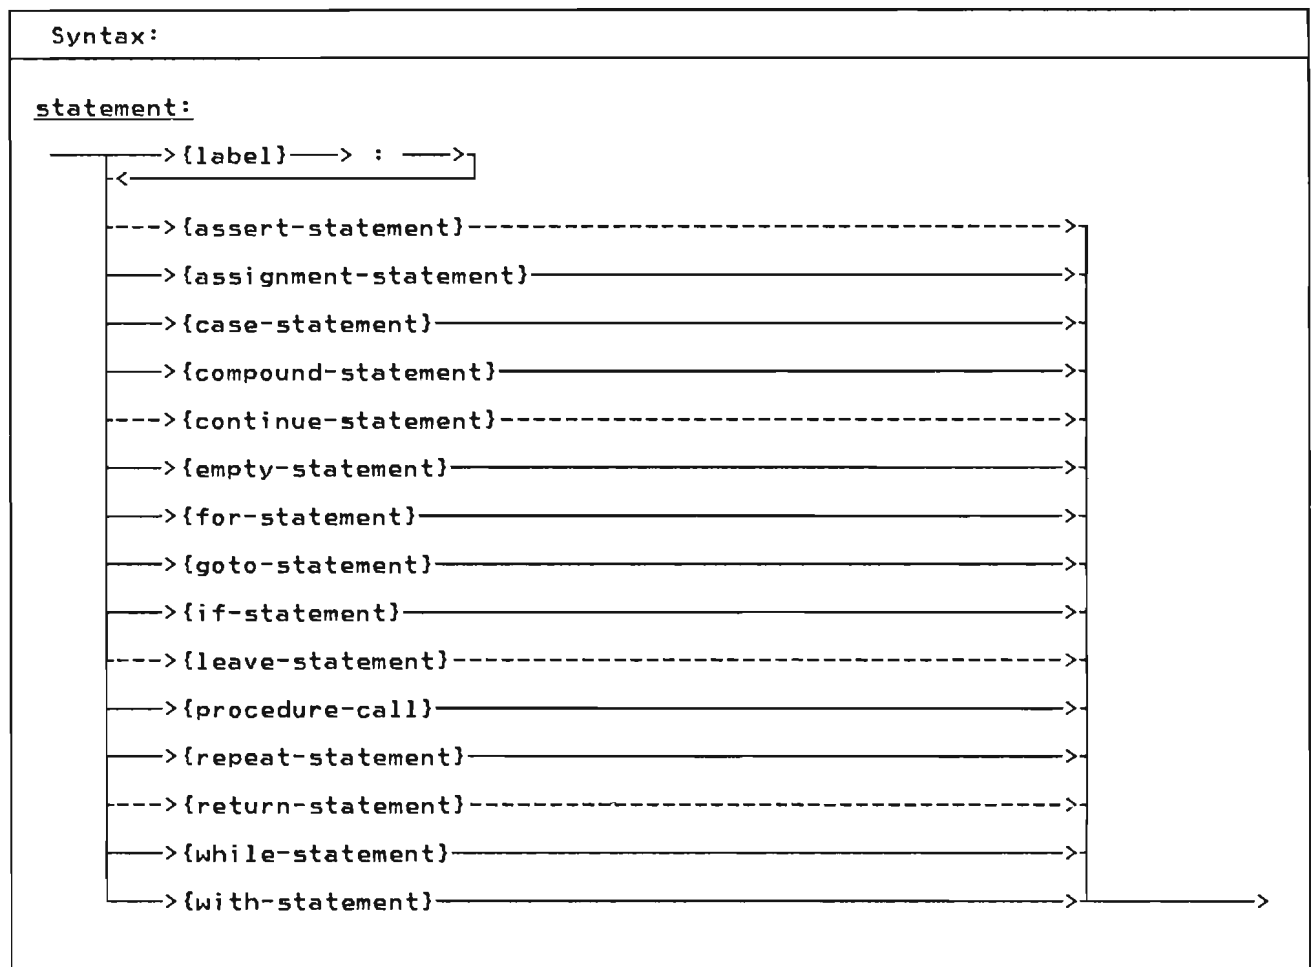 Syntax:
statement:
{label} :
{assert-statement}
{assignment-statement}
{case-statement}
{compound-statement}
{continue-statement}
{empty-statement}
{for-statement}
{goto-statement}
{if-statement}
{leave-statement}
{procedure-call}
{repeat-statement}
{return-statement}
{while-statement}
{with-statement}